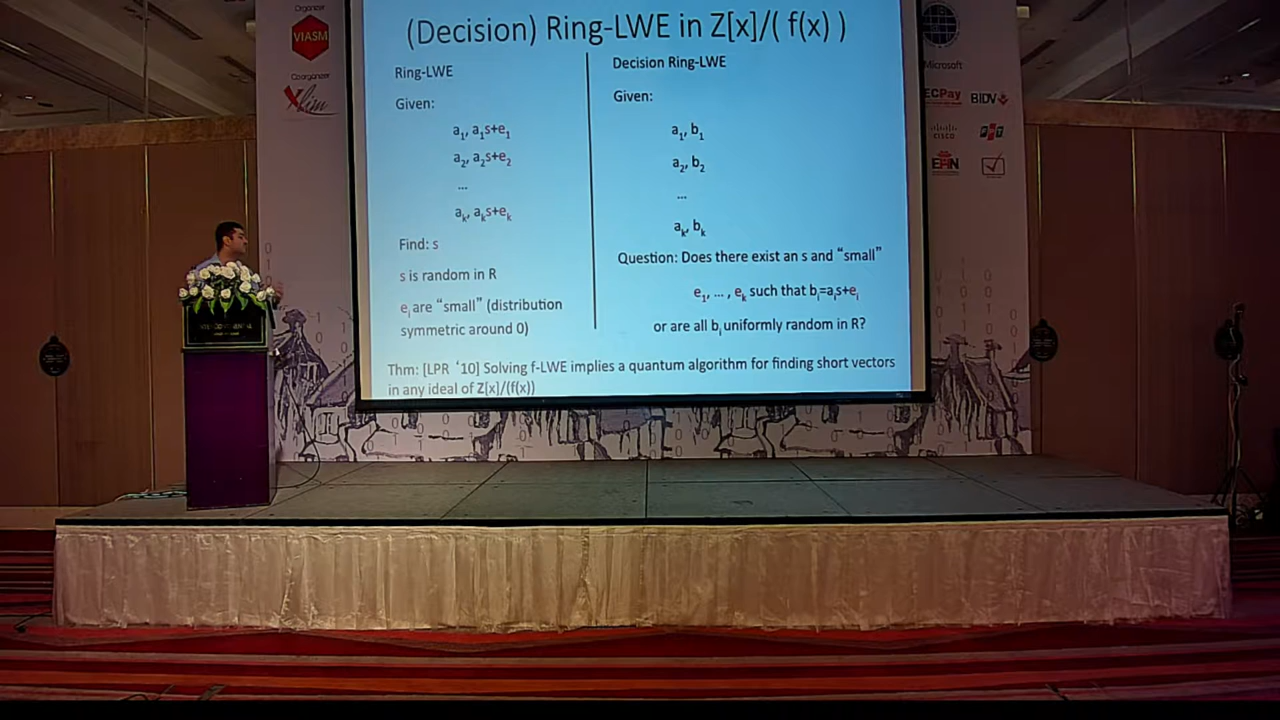 (Decision) Ring-LWE in Z[x]/( f(x) )
Ring-LWE
Given:
a₁, a₁s+e₁
a₂, a₂s+e₂
...
aₖ, aₖs+eₖ
Find: s
s is random in R
eᵢ are “small” (distribution
symmetric around 0)
Decision Ring-LWE
Given:
a₁, b₁
a₂, b₂
...
aₖ, bₖ
Question: Does there exist an s and “small”
e₁, … , eₖ such that bᵢ=aᵢs+eᵢ
or are all bᵢ uniformly random in R?
Thm: [LPR ‘10] Solving f-LWE implies a quantum algorithm for finding short vectors
in any ideal of Z[x]/(f(x))
Organizer
VIASM
Co-organizer
Xlim
Microsoft
ECPay
BIDV
CISCO
FPT